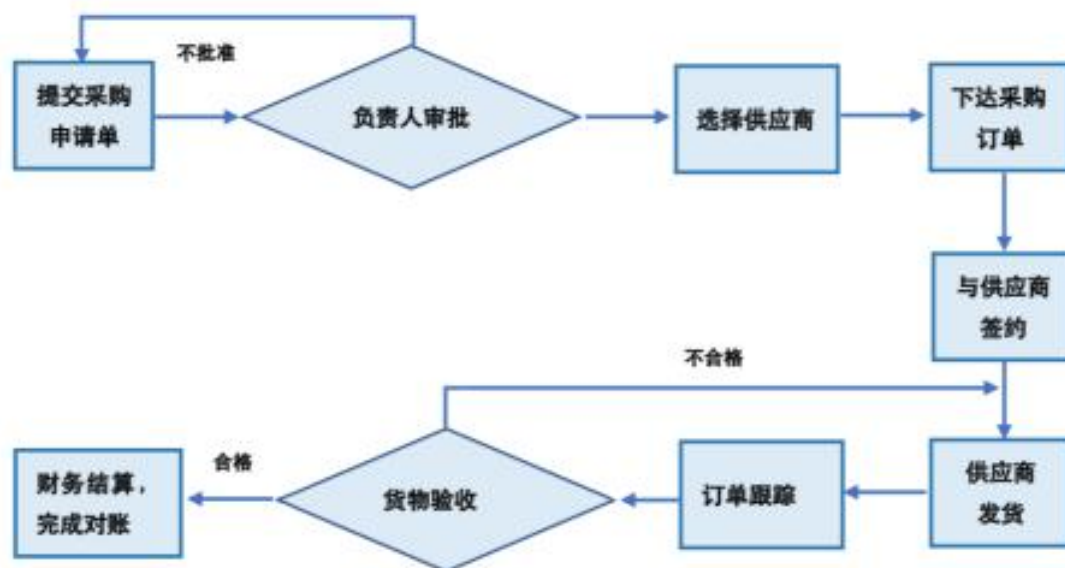 不批准
提交采购
申请单
负责人审批
选择供应商
下达采购
订单
与供应商
签约
不合格
供应商
发货
订单跟踪
货物验收
合格
财务结算，
完成对账